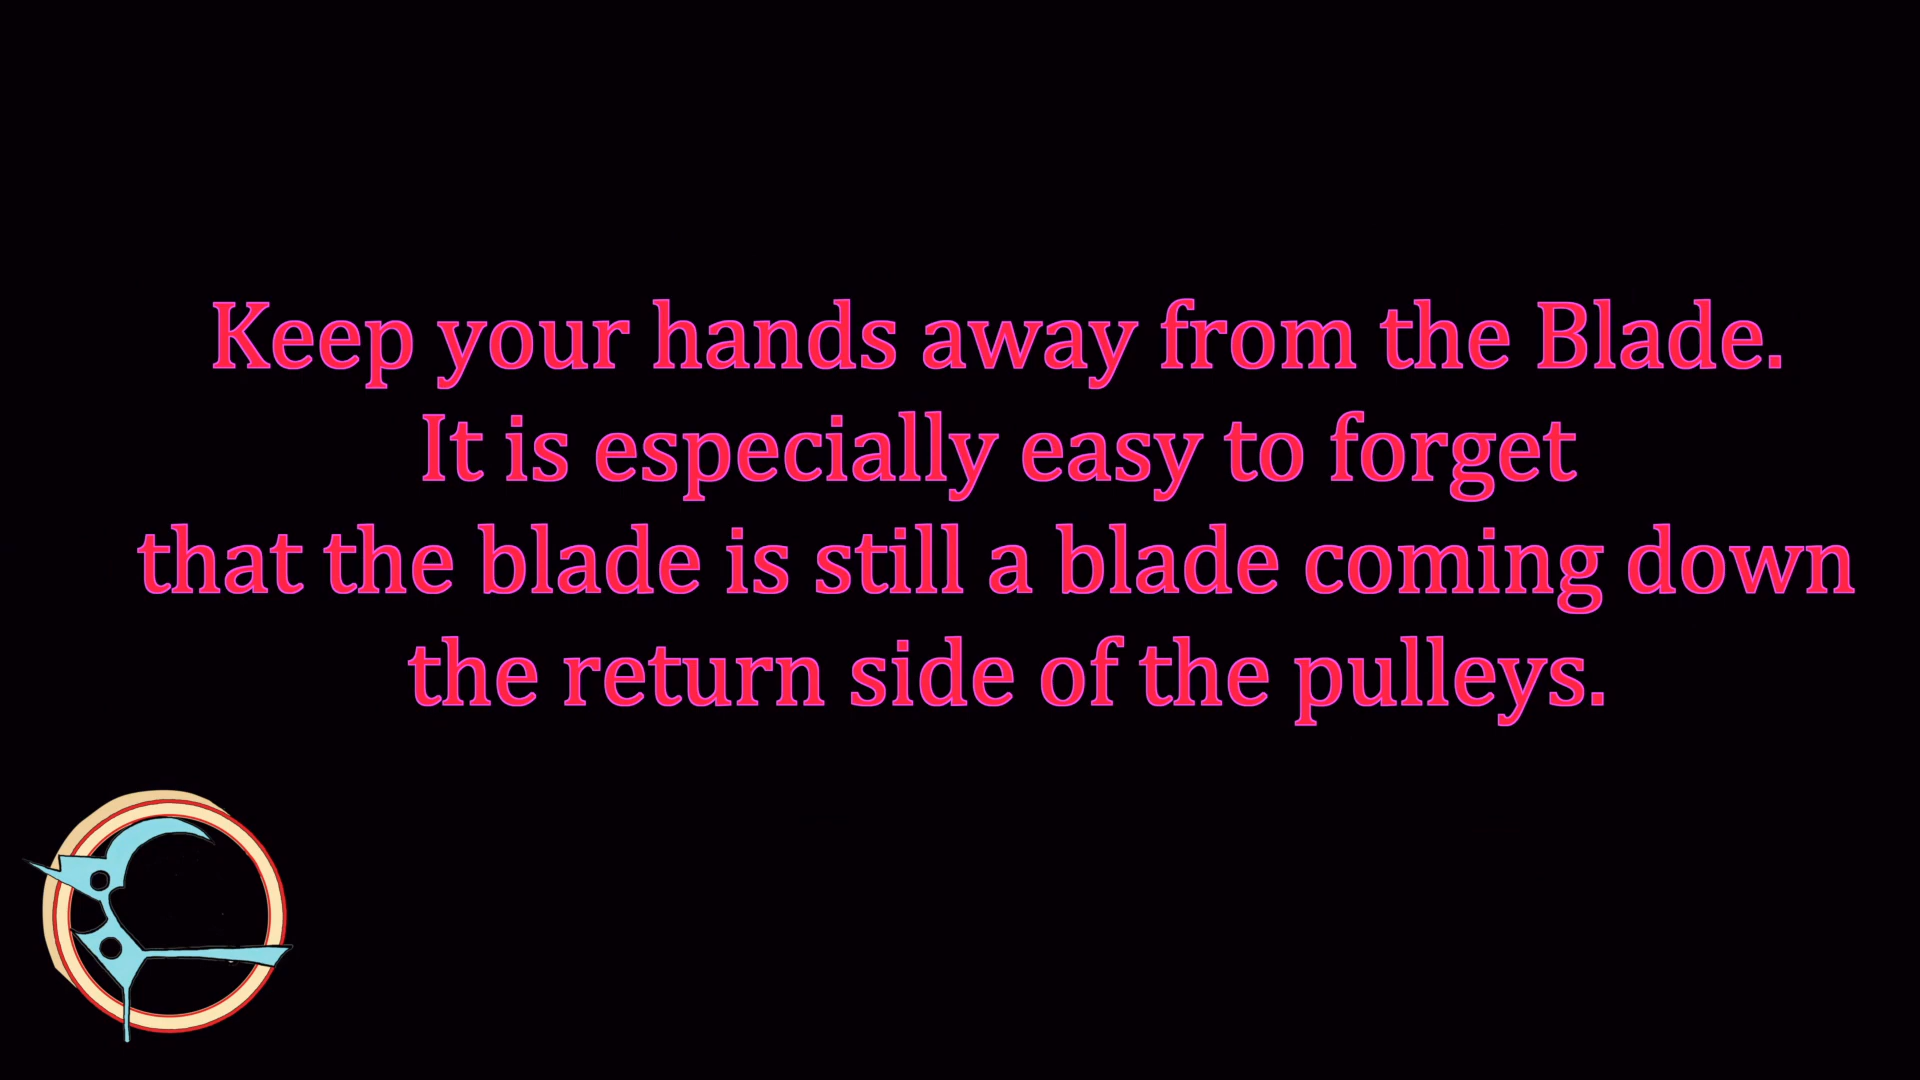 Keep your hands away from the Blade.
It is especially easy to forget
that the blade is still a blade coming down
the return side of the pulleys.